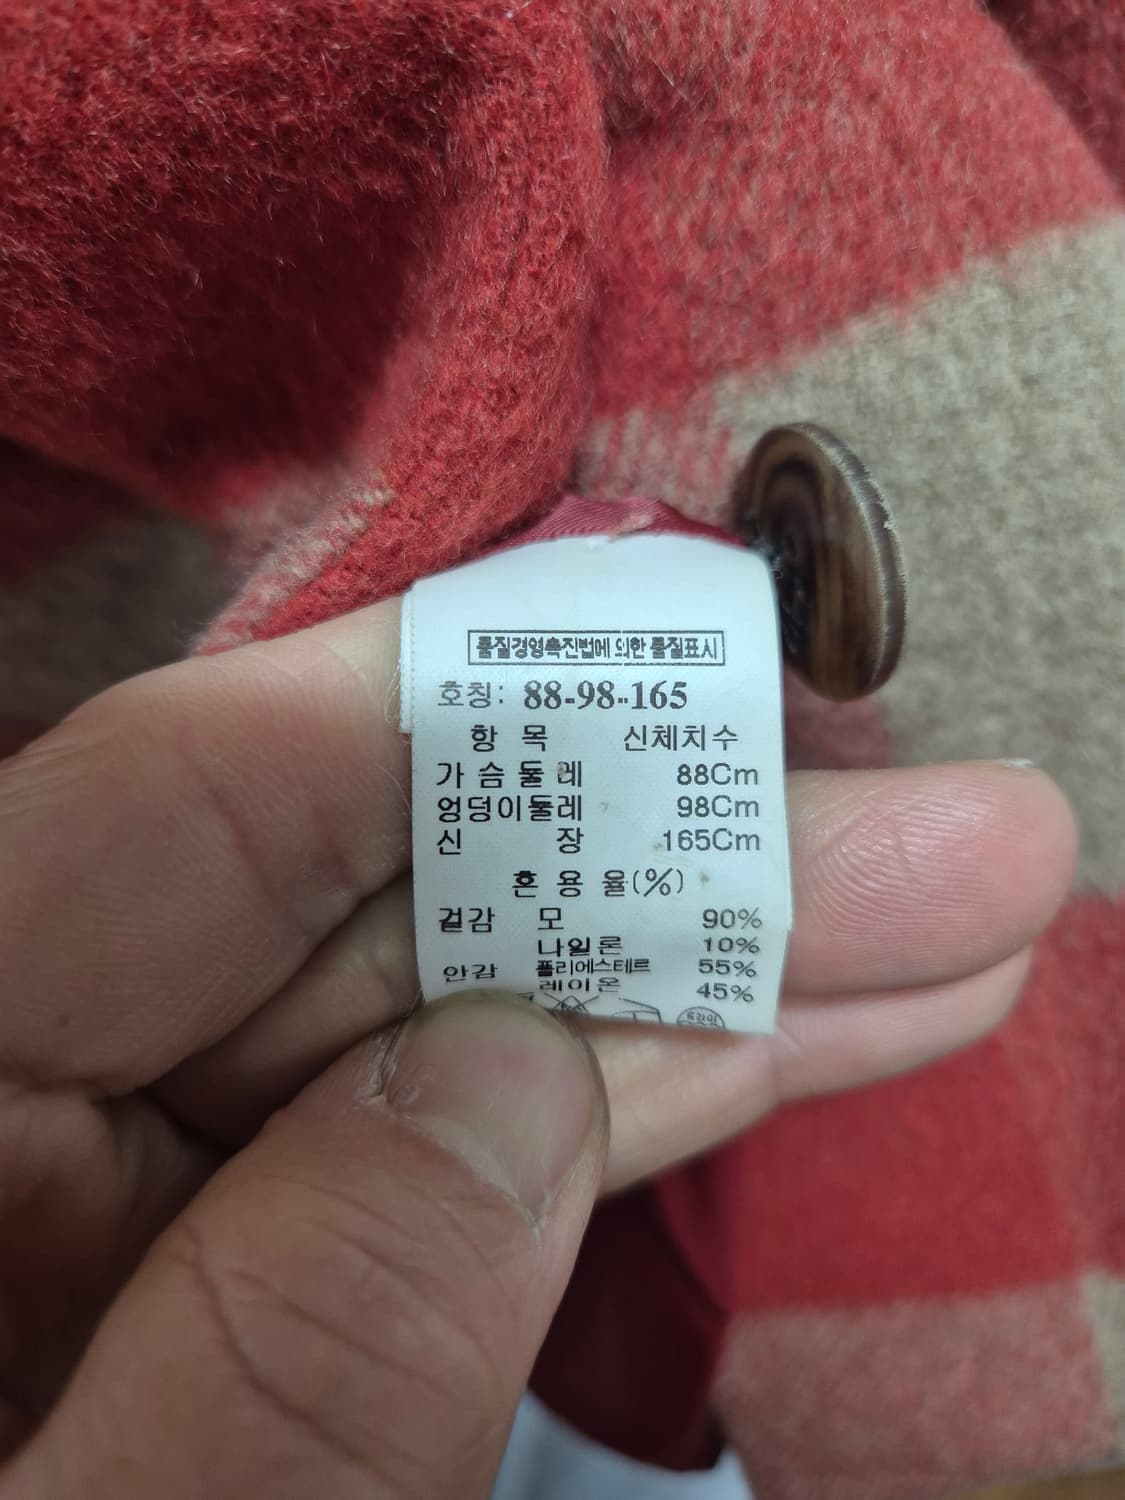 품질경영촉진법에 의한 품질표시
호칭: 88-98-165
항 목 신체치수
가슴둘레 88Cm
엉덩이둘레 98Cm
신 장 165Cm
혼 용 율(%)
겉감 모 90%
나일론 10%
안감 폴리에스테르 55%
레이온 45%
드라이